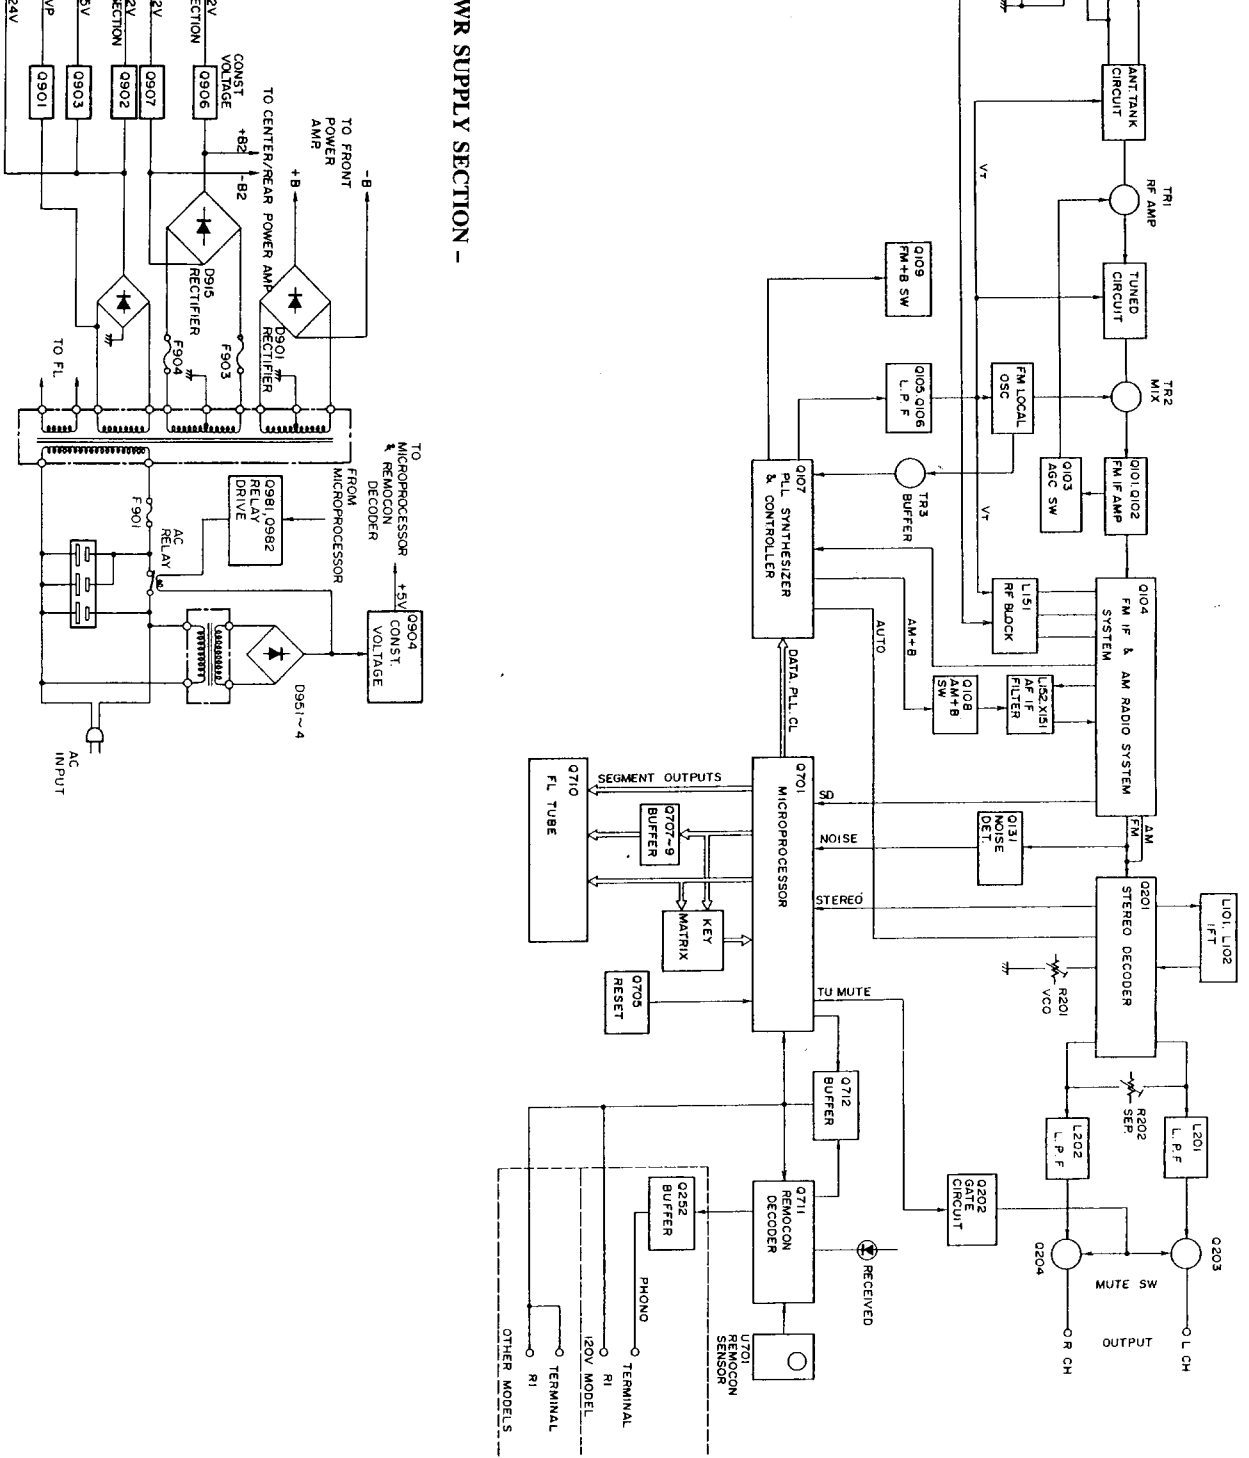 ANT. TANK
CIRCUIT
TR1
RF AMP
TUNED
CIRCUIT
TR2
MIX
Q101,Q102
FM IF AMP
Q103
AGC SW
VT
Q109
FM+B SW
Q105,Q106
L.P.F
FM LOCAL
OSC
TR3
BUFFER
VT
Q107
PLL SYNTHESIZER
& CONTROLLER
L151
RF BLOCK
Q104
FM IF & AM RADIO SYSTEM
SYSTEM
AUTO
AM+B
Q108
AM+B
SW
L152,X151
AF IF
FILTER
DATA.PLL.CL
SD
NOISE
STEREO
TU MUTE
Q131
NOISE
DET.
AM
FM
Q201
STEREO DECODER
L101, L102
IFT
R201
VCO
R202
SEP.
L201
L.P.F
L202
L.P.F
Q203
Q204
MUTE SW
OUTPUT
L CH
R CH
Q202
GATE
CIRCUIT
Q701
MICROPROCESSOR
SEGMENT OUTPUTS
Q710
FL TUBE
Q707~9
BUFFER
KEY
MATRIX
Q705
RESET
Q712
BUFFER
Q711
REMOCON
DECODER
RECEIVED
U701
REMOCON
SENSOR
Q252
BUFFER
PHONO
TERMINAL
RI
120V MODEL
TERMINAL
RI
OTHER MODELS
WR SUPPLY SECTION –
2V
ECTION
2V
2V
SECTION
5V
VP
24V
CONST
VOLTAGE
Q906
Q907
Q902
Q903
Q901
+B2
-B2
TO CENTER/REAR POWER AMP
TO FRONT
POWER
AMP.
-B
+B
D915
RECTIFIER
D901
RECTIFIER
F903
F904
TO FL
F901
AC
RELAY
Q981,Q982
RELAY
DRIVE
FROM
MICROPROCESSOR
TO
MICROPROCESSOR
& REMOCON
DECODER
+5V
Q904
CONST.
VOLTAGE
D951~4
AC
INPUT